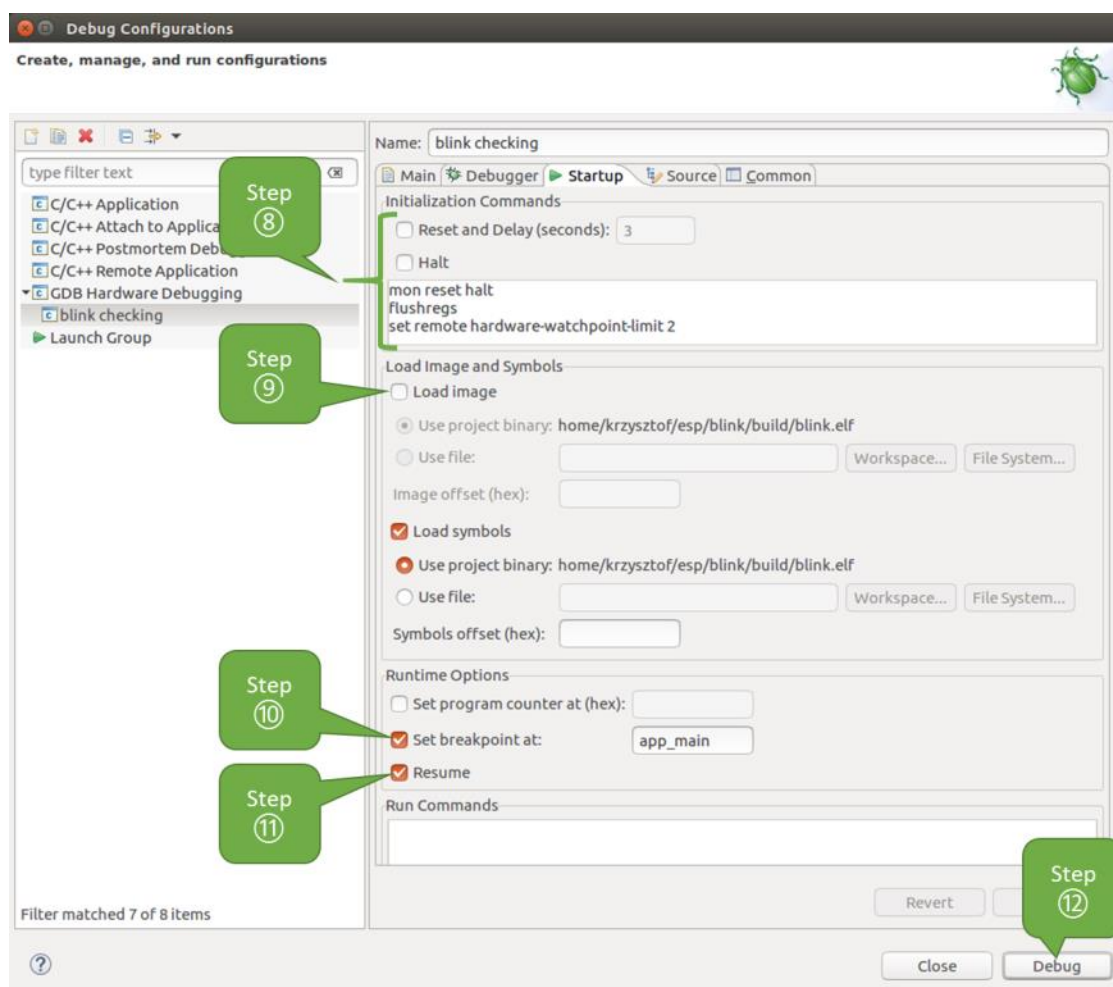 Debug Configurations
Create, manage, and run configurations
type filter text
C/C++ Application
C/C++ Attach to Applica
C/C++ Postmortem Deb
C/C++ Remote Application
GDB Hardware Debugging
blink checking
Launch Group
Filter matched 7 of 8 items
Name: blink checking
Main Debugger Startup Source Common
Initialization Commands
Reset and Delay (seconds): 3
Halt
mon reset halt
flushregs
set remote hardware-watchpoint-limit 2
Load Image and Symbols
Load image
Use project binary: home/krzysztof/esp/blink/build/blink.elf
Use file: Workspace... File System...
Image offset (hex):
Load symbols
Use project binary: home/krzysztof/esp/blink/build/blink.elf
Use file: Workspace... File System...
Symbols offset (hex):
Runtime Options
Set program counter at (hex):
Set breakpoint at: app_main
Resume
Run Commands
Revert
Close Debug
Step
⑧
Step
⑨
Step
⑩
Step
⑪
Step
⑫